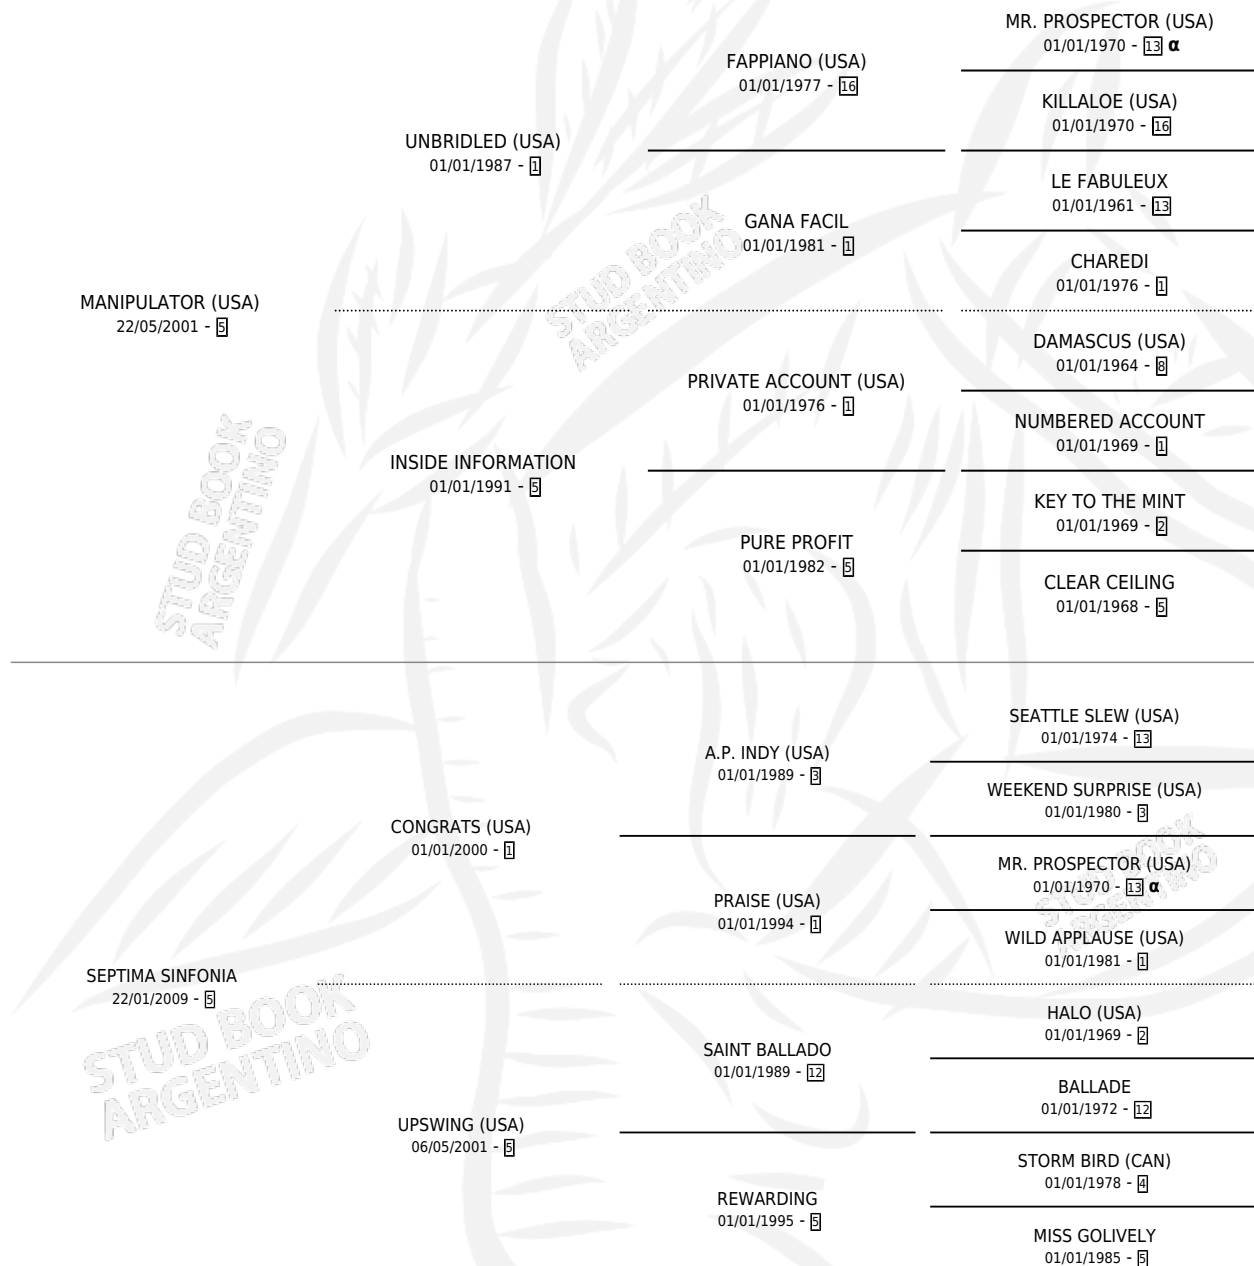 MR. PROSPECTOR (USA)
01/01/1970 - 13 α
FAPPIANO (USA)
01/01/1977 - 16
KILLALOE (USA)
01/01/1970 - 16
UNBRIDLED (USA)
01/01/1987 - 1
LE FABULEUX
01/01/1961 - 13
GANA FACIL
01/01/1981 - 1
CHAREDI
01/01/1976 - 1
MANIPULATOR (USA)
22/05/2001 - 5
DAMASCUS (USA)
01/01/1964 - 8
PRIVATE ACCOUNT (USA)
01/01/1976 - 1
NUMBERED ACCOUNT
01/01/1969 - 1
INSIDE INFORMATION
01/01/1991 - 5
KEY TO THE MINT
01/01/1969 - 2
PURE PROFIT
01/01/1982 - 5
CLEAR CEILING
01/01/1968 - 5
SEATTLE SLEW (USA)
01/01/1974 - 13
A.P. INDY (USA)
01/01/1989 - 3
WEEKEND SURPRISE (USA)
01/01/1980 - 3
CONGRATS (USA)
01/01/2000 - 1
MR. PROSPECTOR (USA)
01/01/1970 - 13 α
PRAISE (USA)
01/01/1994 - 1
WILD APPLAUSE (USA)
01/01/1981 - 1
SEPTIMA SINFONIA
22/01/2009 - 5
HALO (USA)
01/01/1969 - 2
SAINT BALLADO
01/01/1989 - 12
BALLADE
01/01/1972 - 12
UPSWING (USA)
06/05/2001 - 5
STORM BIRD (CAN)
01/01/1978 - 4
REWARDING
01/01/1995 - 5
MISS GOLIVELY
01/01/1985 - 5
STUD BOOK
ARGENTINO
STUD BOOK
ARGENTINO
STUD BOOK
ARGENTINO
STUD BOOK
ARGENTINO